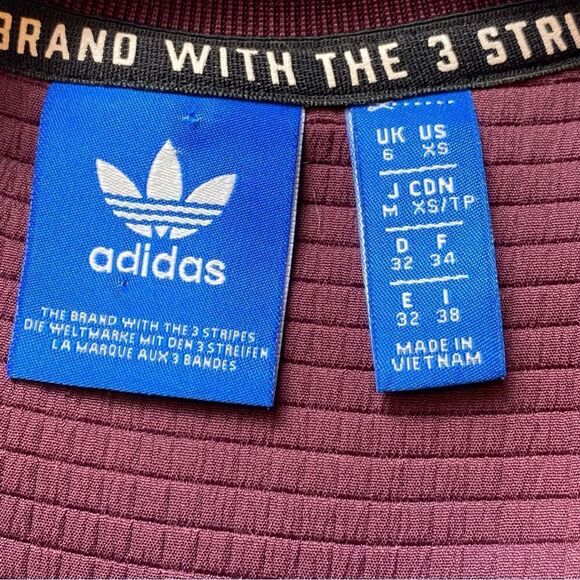 BRAND WITH THE 3 STRI
adidas
THE BRAND WITH THE 3 STRIPES
DIE WELTMARKE MIT DEN 3 STREIFEN
LA MARQUE AUX 3 BANDES
UK US
6 XS
J CDN
M XS/TP
D F
32 34
E I
32 38
MADE IN
VIETNAM